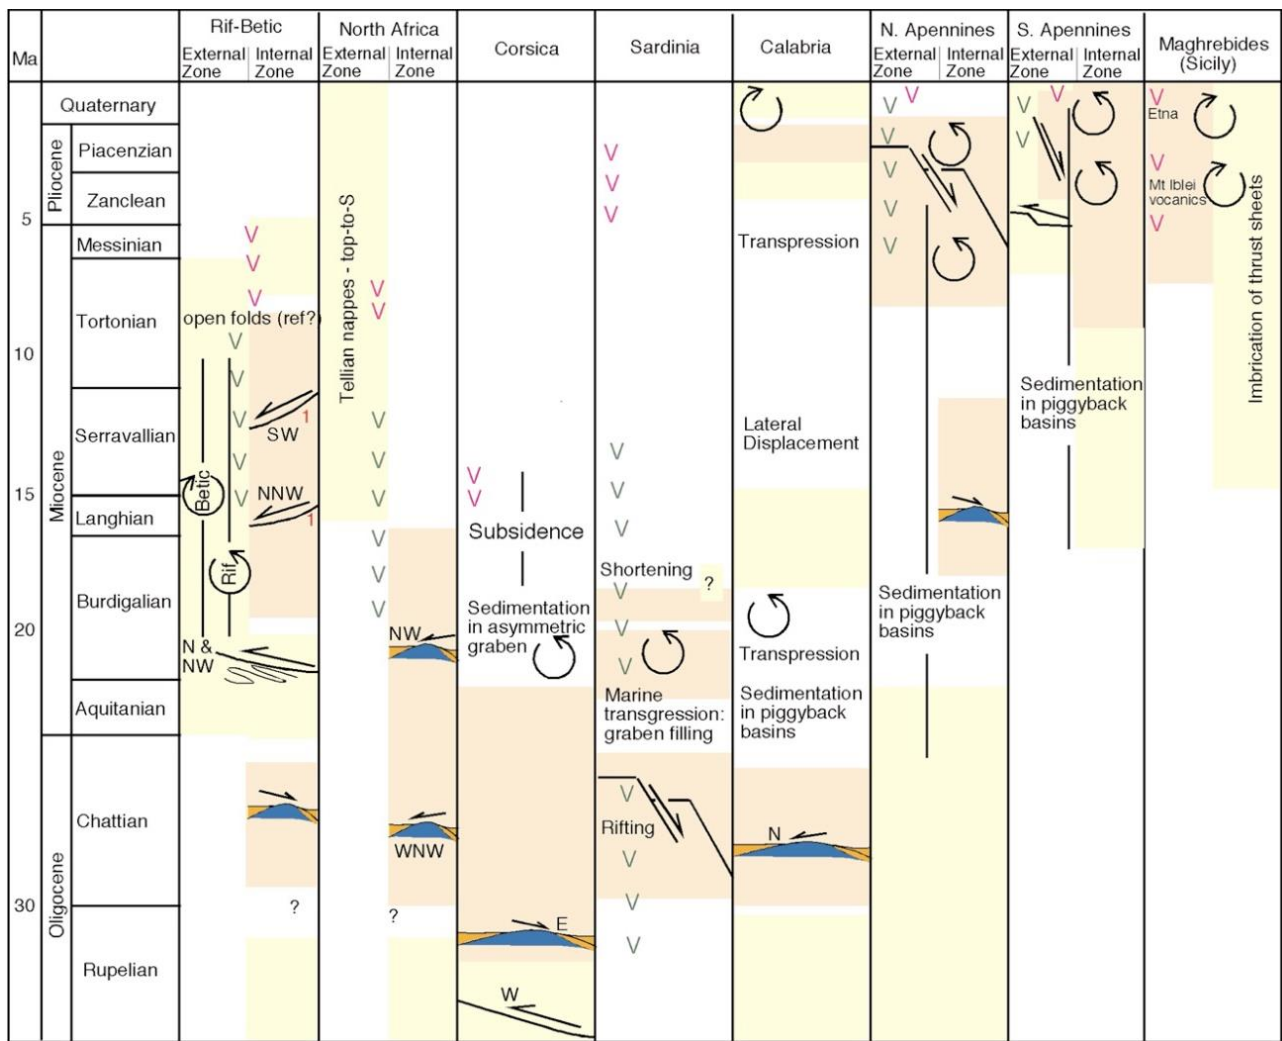 Ma
Rif-Betic
External Zone
Internal Zone
North Africa
External Zone
Internal Zone
Corsica
Sardinia
Calabria
N. Apennines
External Zone
Internal Zone
S. Apennines
External Zone
Internal Zone
Maghrebides
(Sicily)
5
10
15
20
30
Pliocene
Miocene
Oligocene
Quaternary
Piacenzian
Zanclean
Messinian
Tortonian
Serravallian
Langhian
Burdigalian
Aquitanian
Chattian
Rupelian
V
V
V
open folds (ref?)
V
V
V
V
V
1
SW
NNW
1
Betic
Rif
N &
NW
?
Tellian nappes - top-to-S
V
V
V
V
V
V
V
V
NW
WNW
?
V
V
Subsidence
Sedimentation
in asymmetric
graben
E
W
V
V
V
V
V
V
Shortening
?
V
V
V
Marine
transgression:
graben filling
V
Rifting
V
V
V
Transpression
Lateral
Displacement
Transpression
Sedimentation
in piggyback
basins
N
V
V
V
V
V
V
Sedimentation
in piggyback
basins
V
V
V
Sedimentation
in piggyback
basins
V
Etna
V
Mt Iblei
vocanics
V
Imbrication of thrust sheets